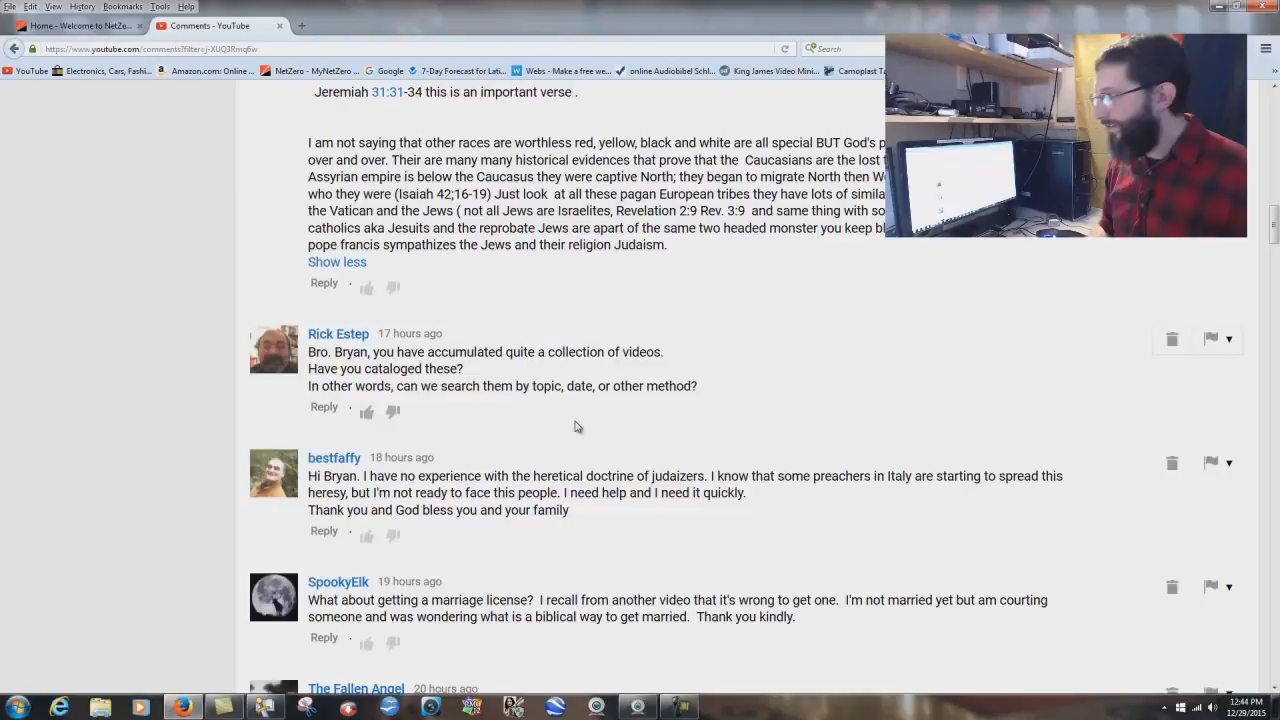 File Edit View History Bookmarks Tools Help
Home - Welcome to NetZe... × Comments - YouTube × +
https://www.youtube.com/comments?filter=j-XUQ3Rmq6w Search
YouTube Electronics, Cars, Fashi... Amazon.com: Online ... NetZero - MyNetZero ... Google 7-Day Forecast for Lati... Webs - Make a free we... online Audiobibel Schl... King James Video Mini... Camoplast Ta »
Jeremiah 31:31-34 this is an important verse .
I am not saying that other races are worthless red, yellow, black and white are all special BUT God's p
over and over. Their are many many historical evidences that prove that the Caucasians are the lost
Assyrian empire is below the Caucasus they were captive North; they began to migrate North then W
who they were (Isaiah 42;16-19) Just look at all these pagan European tribes they have lots of simila
the Vatican and the Jews ( not all Jews are Israelites, Revelation 2:9 Rev. 3:9 and same thing with so
catholics aka Jesuits and the reprobate Jews are apart of the same two headed monster you keep bl
pope francis sympathizes the Jews and their religion Judaism.
Show less
Reply ·
Rick Estep 17 hours ago
Bro. Bryan, you have accumulated quite a collection of videos.
Have you cataloged these?
In other words, can we search them by topic, date, or other method?
Reply ·
bestfaffy 18 hours ago
Hi Bryan. I have no experience with the heretical doctrine of judaizers. I know that some preachers in Italy are starting to spread this
heresy, but I'm not ready to face this people. I need help and I need it quickly.
Thank you and God bless you and your family
Reply ·
SpookyElk 19 hours ago
What about getting a marriage license? I recall from another video that it's wrong to get one. I'm not married yet but am courting
someone and was wondering what is a biblical way to get married. Thank you kindly.
Reply ·
The Fallen Angel 20 hours ago
12:44 PM
12/29/2015